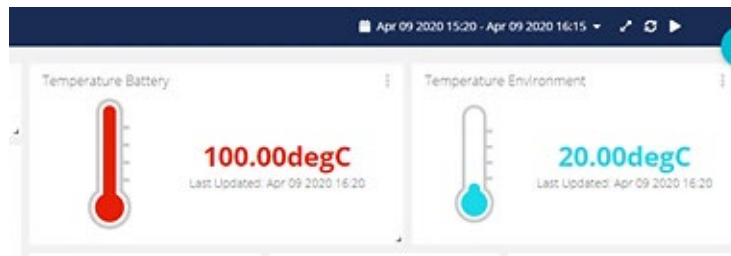 Apr 09 2020 15:20 - Apr 09 2020 16:15
Temperature Battery
100.00degC
Last Updated: Apr 09 2020 16:20
Temperature Environment
20.00degC
Last Updated: Apr 09 2020 16:20